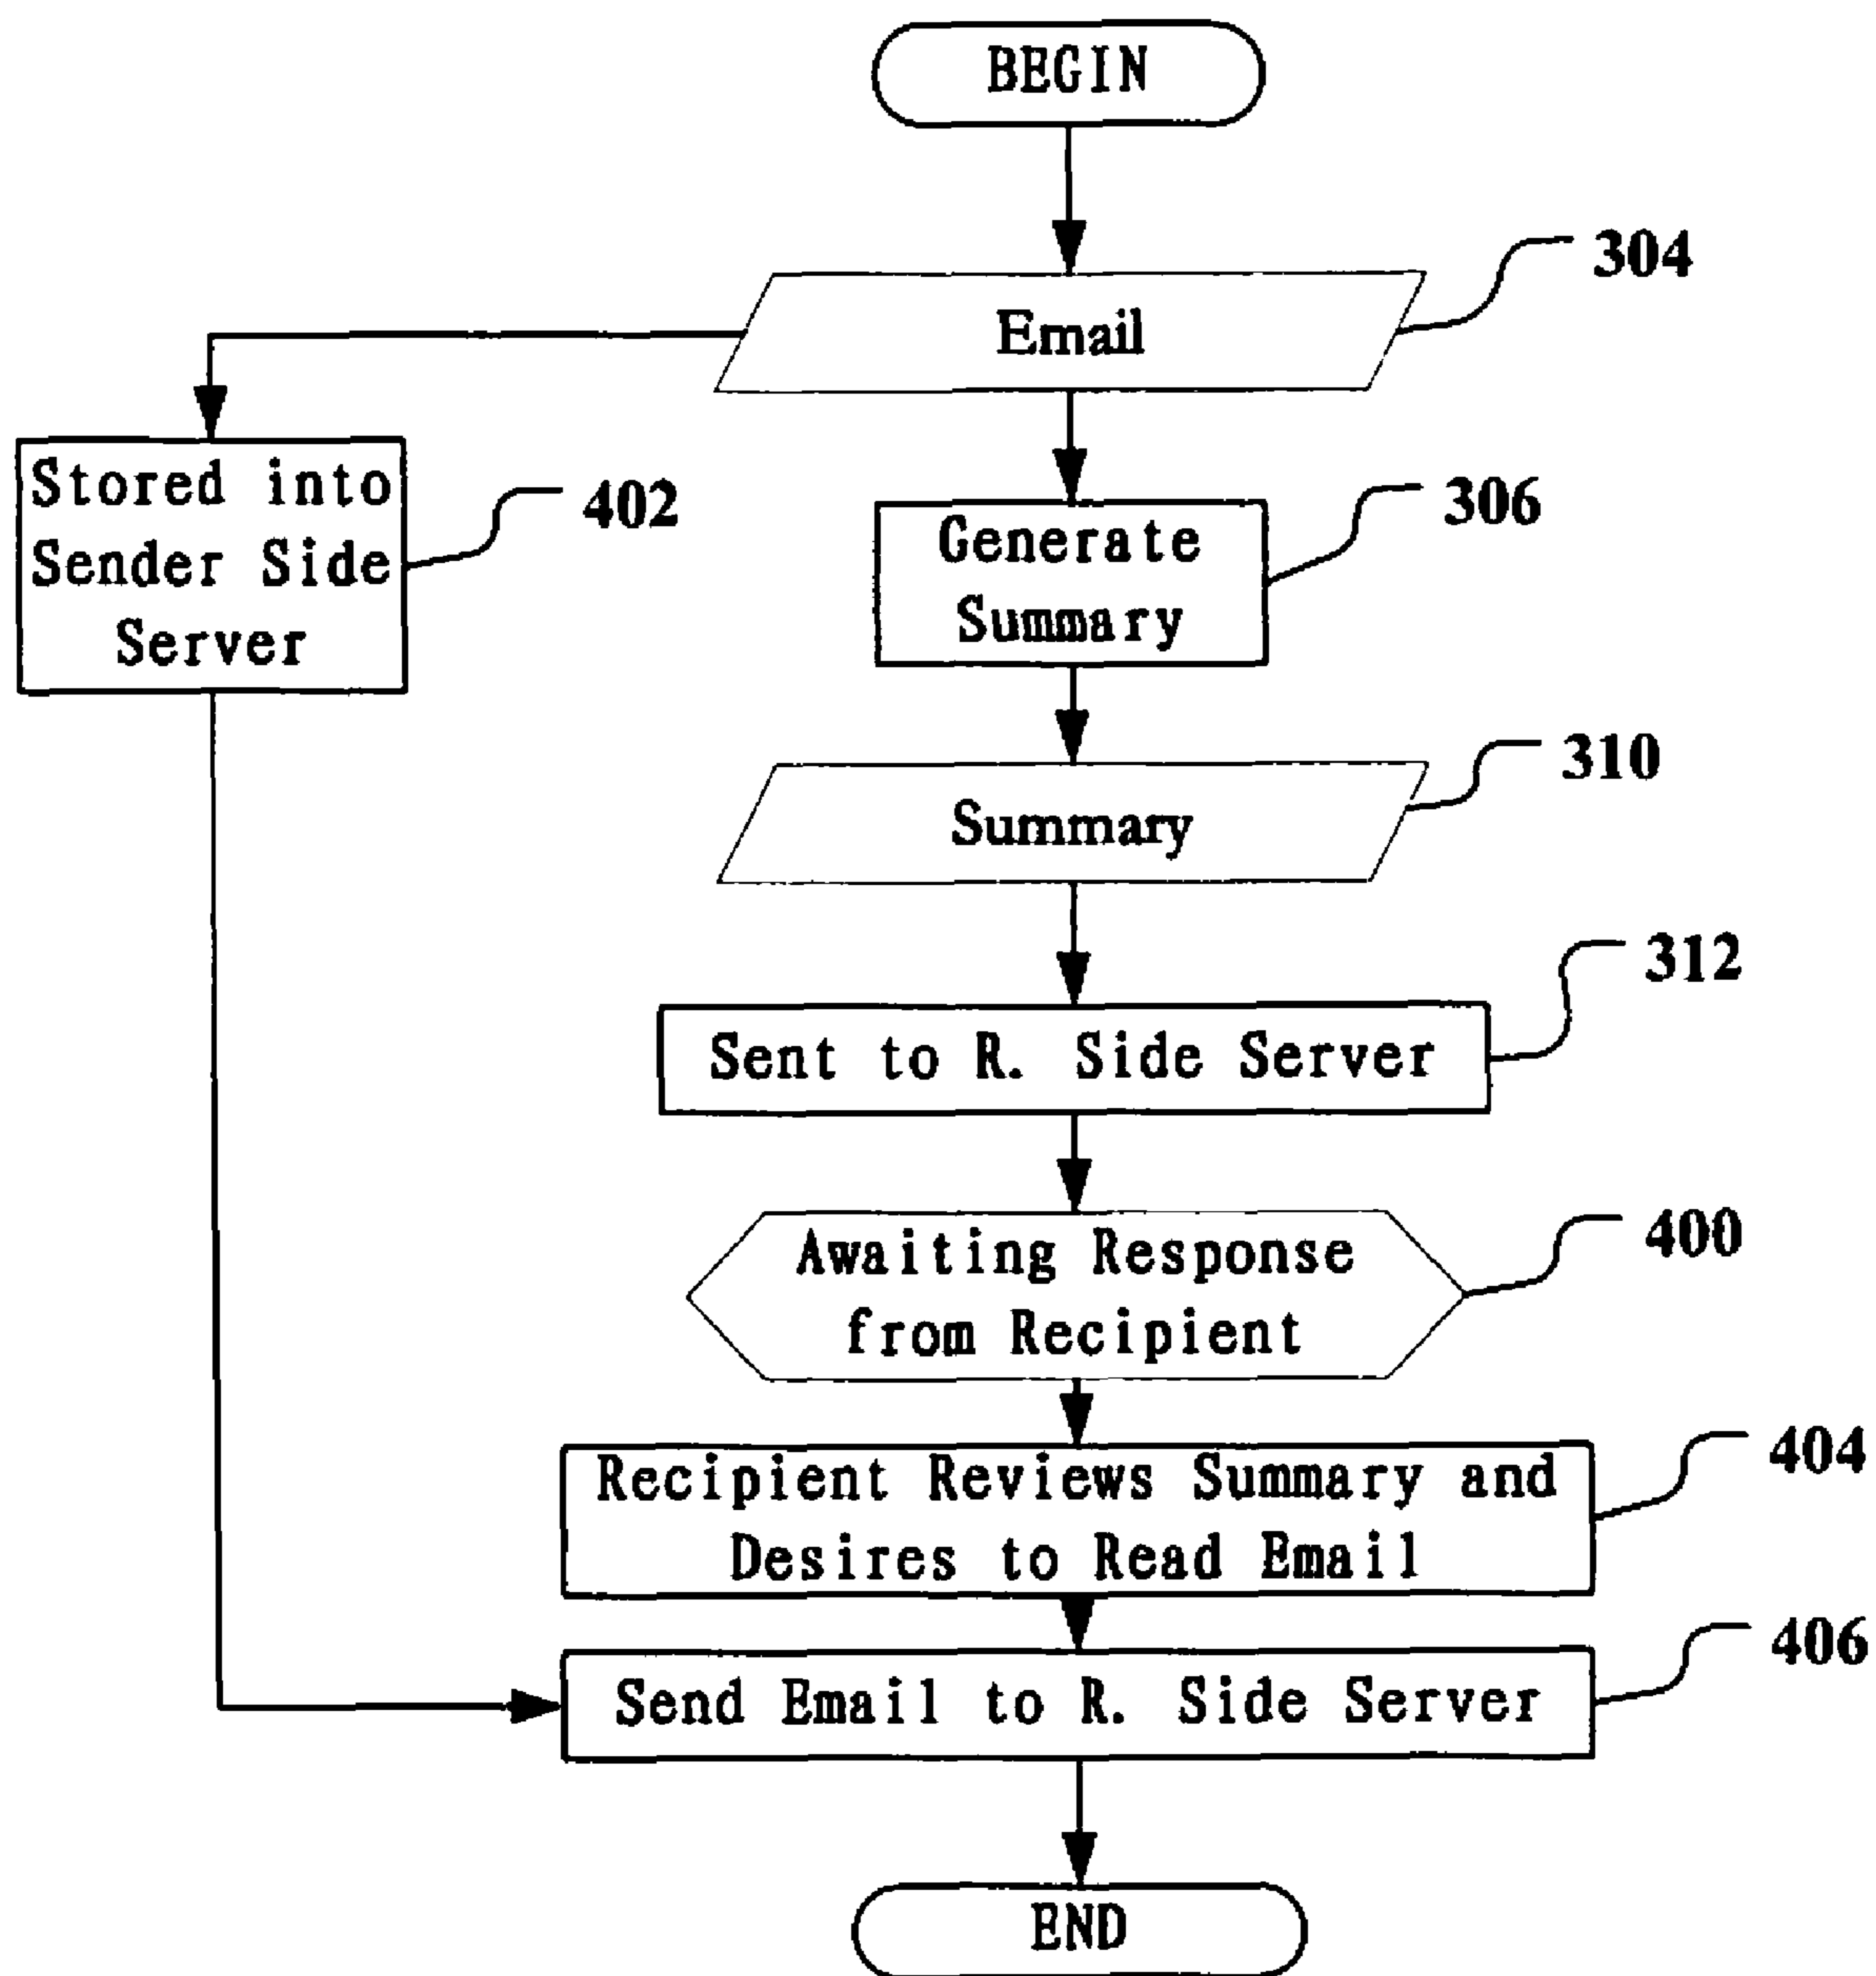 BEGIN
304
Email
Stored into
Sender Side
Server
402
306
Generate
Summary
310
Summary
312
Sent to R. Side Server
400
Awaiting Response
from Recipient
404
Recipient Reviews Summary and
Desires to Read Email
406
Send Email to R. Side Server
END